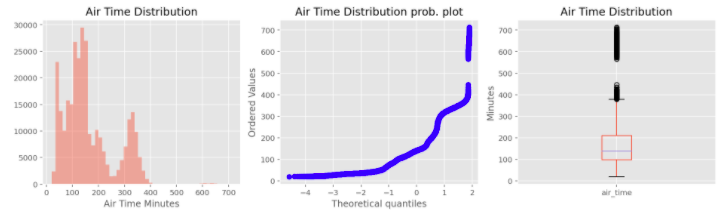 Air Time Distribution
30000
25000
20000
15000
10000
5000
0
0 100 200 300 400 500 600 700
Air Time Minutes
Air Time Distribution prob. plot
Ordered Values
700
600
500
400
300
200
100
0
−4 −3 −2 −1 0 1 2
Theoretical quantiles
Air Time Distribution
Minutes
700
600
500
400
300
200
100
0
air_time